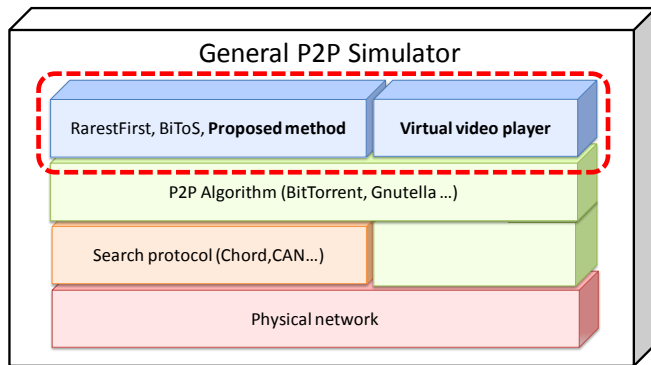 General P2P Simulator
RarestFirst, BiToS, Proposed method
Virtual video player
P2P Algorithm (BitTorrent, Gnutella ...)
Search protocol (Chord,CAN...)
Physical network